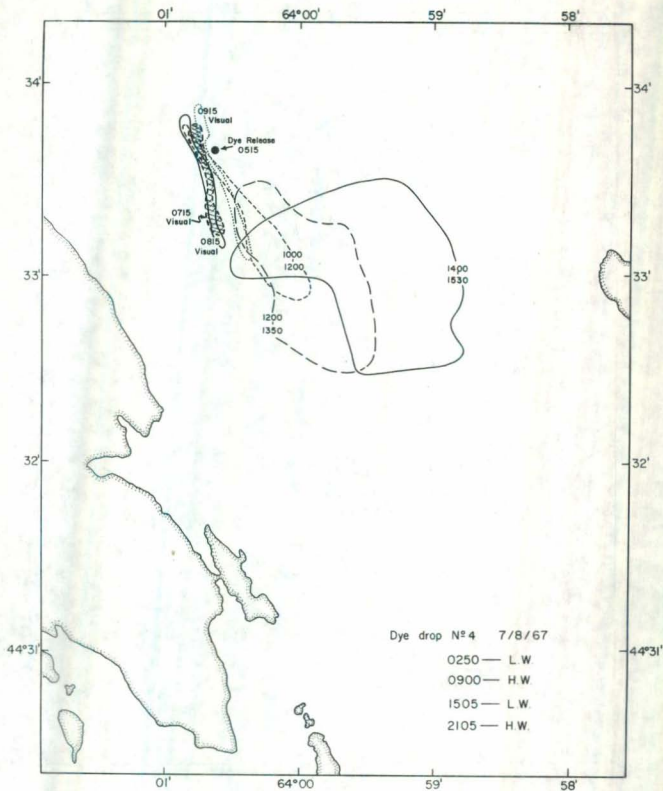 01' 64°00' 59' 58'
34'
0915
Visual
Dye Release
0515
0715
Visual
0815
Visual
33'
1000
1200
1400
1530
1200
1350
32'
44°31'
31'
Dye drop Nº 4 7/8/67
0250 — L.W.
0900 — H.W.
1505 — L.W.
2105 — H.W.
01' 64°00' 59' 58'
34'
33'
32'